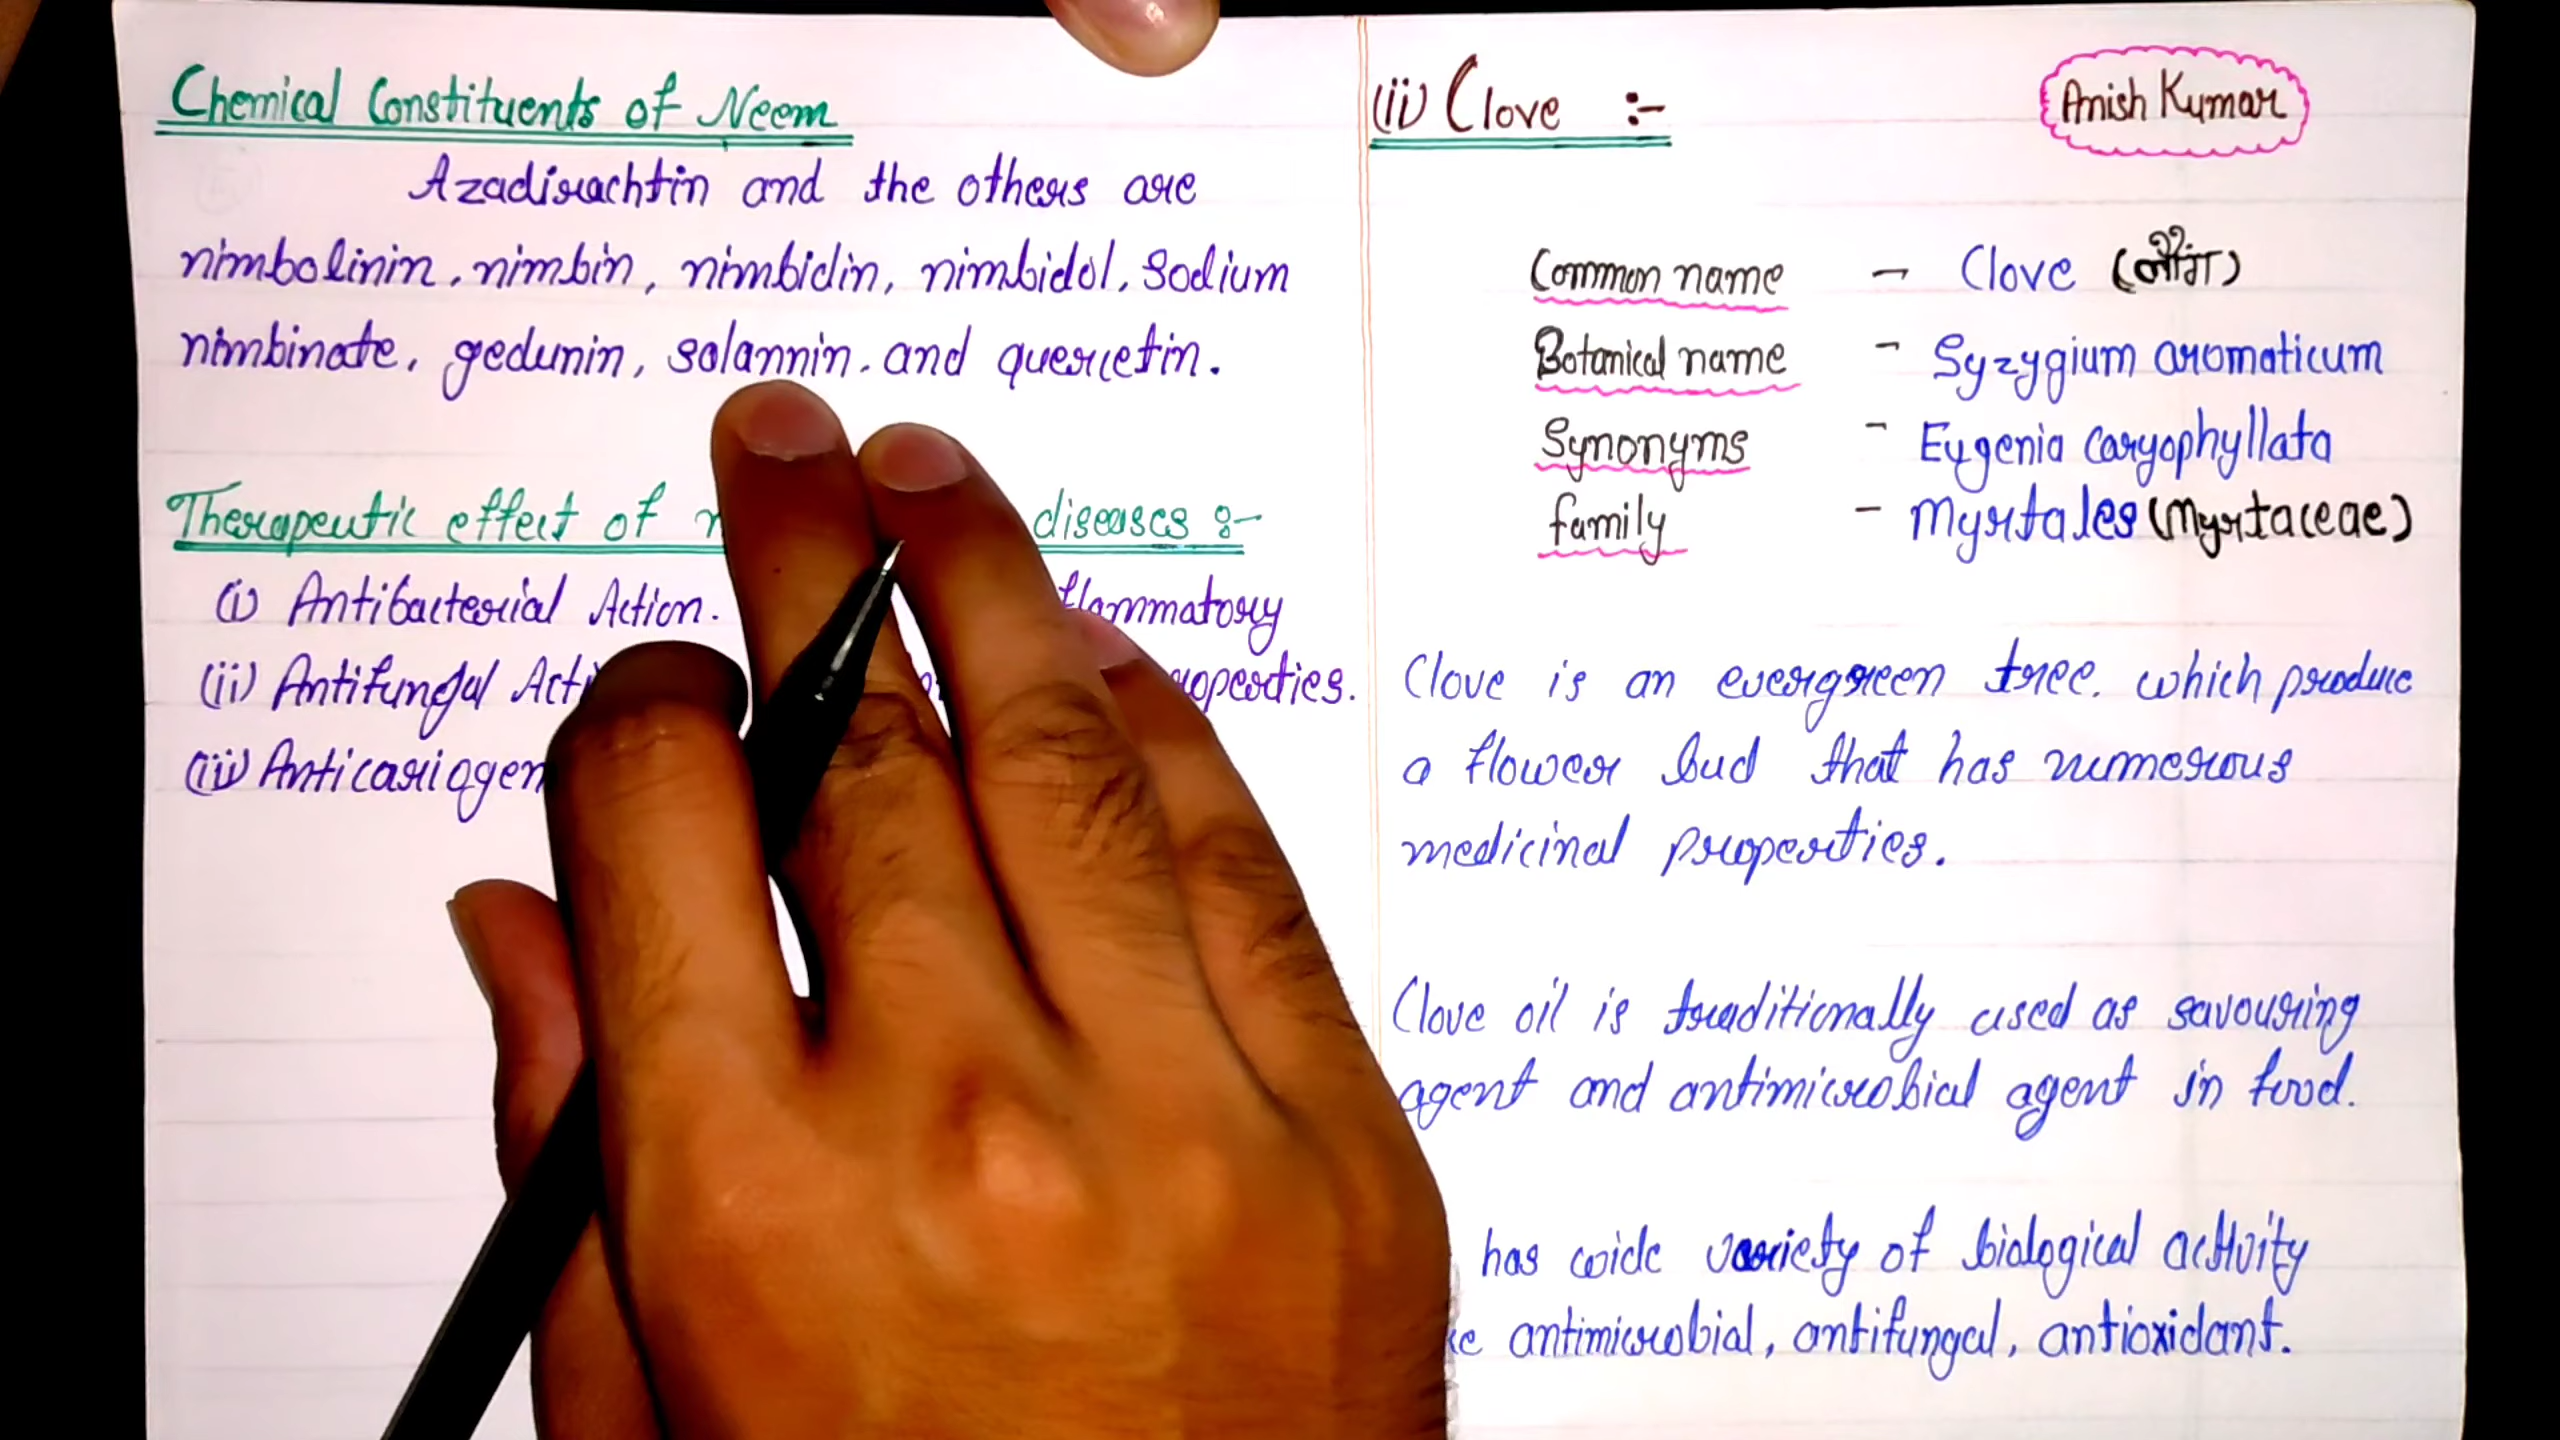 Chemical Constituents of Neem
Azadirachtin and the others are
nimbolinin, nimbin, nimbidin, nimbidol, Sodium
nimbinate, gedunin, salannin, and quercetin.
Therapeutic effect of diseases :-
(i) Antibacterial Action.
(ii) Antifungal
(iii)
(ii) Clove :-
Anish Kumar
Common name - Clove (लौंग)
Botanical name - Syzygium aromaticum
Synonyms - Eugenia caryophyllata
family - Myrtales (Myrtaceae)
Clove is an evergreen tree. which produce
a flower bud that has numerous
medicinal properties.
Clove oil is traditionally used as savouring
agent and antimicrobial agent in food.
has wide variety of biological activity
antimicrobial, antifungal, antioxidant.